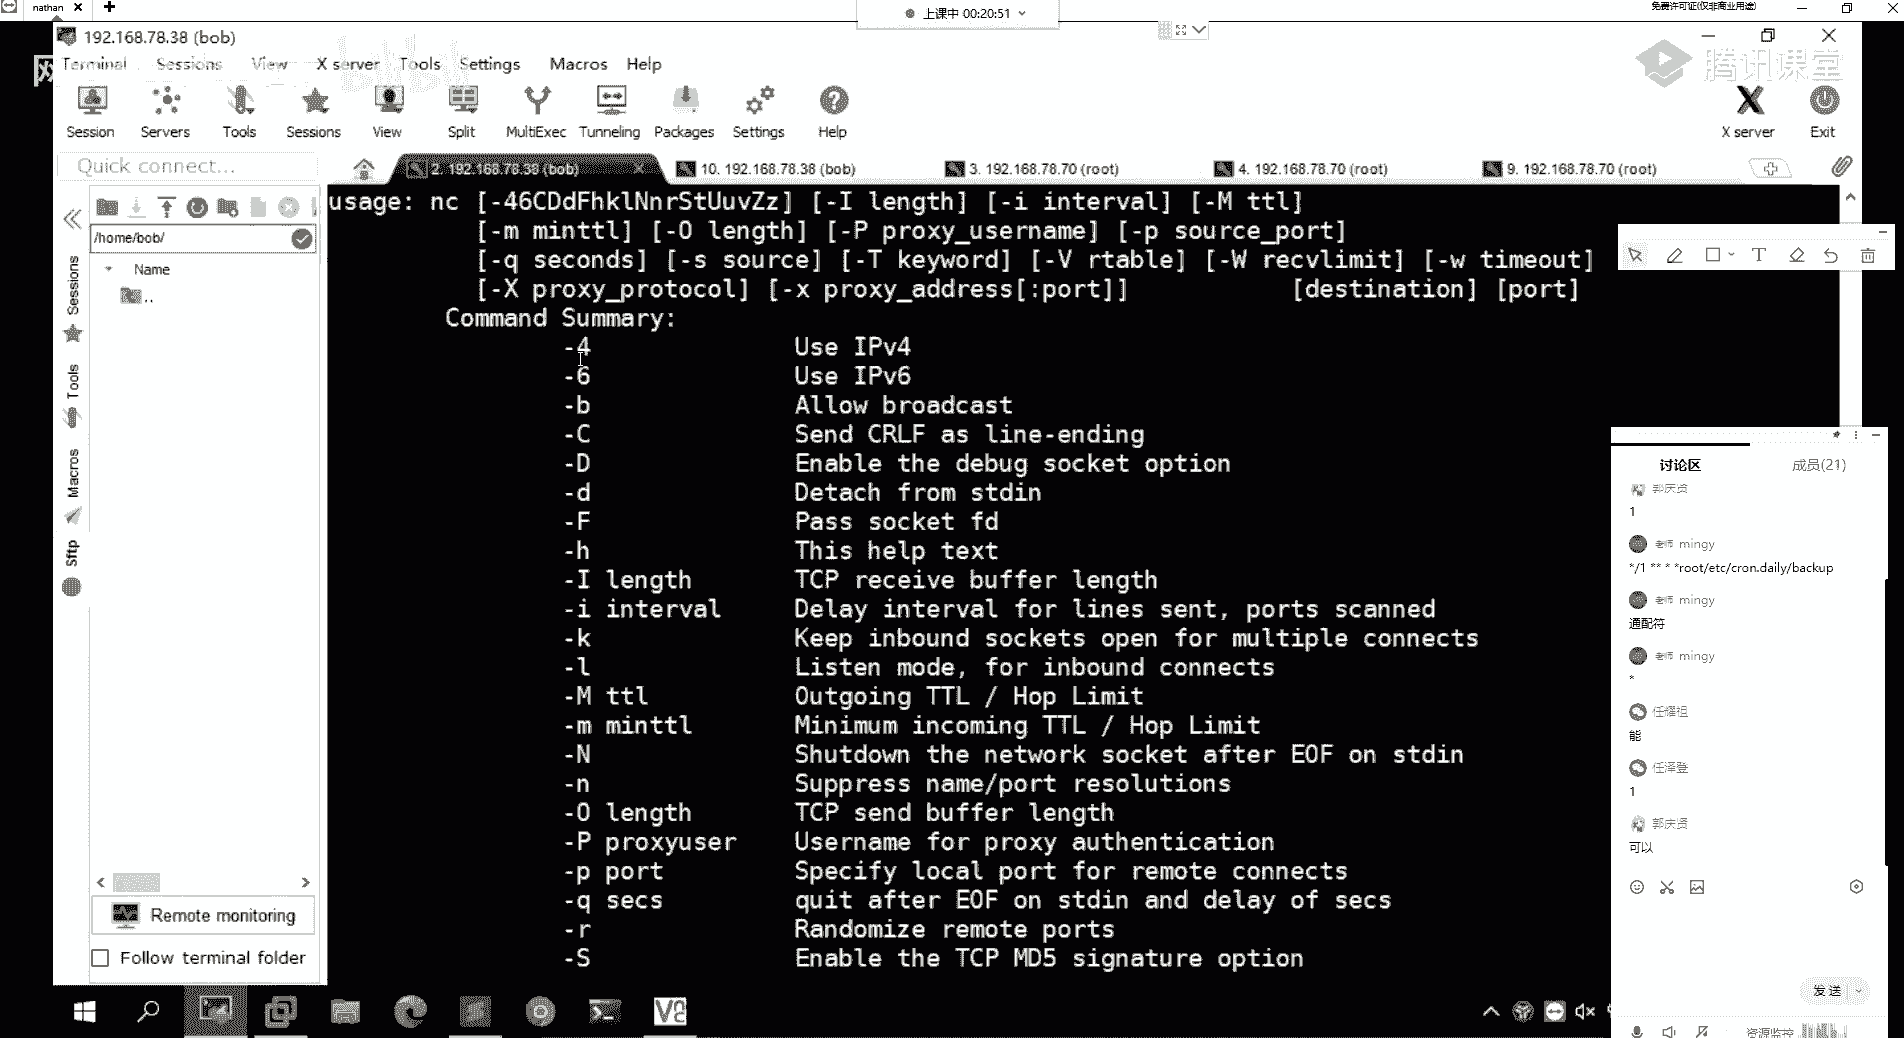 nathan
上课中 00:20:51
免费许可证(仅非商业用途)
192.168.78.38 (bob)
Terminal Sessions View X server Tools Settings Macros Help
腾讯课堂
Session Servers Tools Sessions View Split MultiExec Tunneling Packages Settings Help X server Exit
Quick connect...
2. 192.168.78.38 (bob) 10. 192.168.78.38 (bob) 3. 192.168.78.70 (root) 4. 192.168.78.70 (root) 9. 192.168.78.70 (root)
/home/bob/
Name
..
Sessions
Tools
Macros
Sftp
Remote monitoring
Follow terminal folder
usage: nc [-46CDdFhklNnrStUuvZz] [-I length] [-i interval] [-M ttl]
[-m minttl] [-O length] [-P proxy_username] [-p source_port]
[-q seconds] [-s source] [-T keyword] [-V rtable] [-W recvlimit] [-w timeout]
[-X proxy_protocol] [-x proxy_address[:port]] [destination] [port]
Command Summary:
-4 Use IPv4
-6 Use IPv6
-b Allow broadcast
-C Send CRLF as line-ending
-D Enable the debug socket option
-d Detach from stdin
-F Pass socket fd
-h This help text
-I length TCP receive buffer length
-i interval Delay interval for lines sent, ports scanned
-k Keep inbound sockets open for multiple connects
-l Listen mode, for inbound connects
-M ttl Outgoing TTL / Hop Limit
-m minttl Minimum incoming TTL / Hop Limit
-N Shutdown the network socket after EOF on stdin
-n Suppress name/port resolutions
-O length TCP send buffer length
-P proxyuser Username for proxy authentication
-p port Specify local port for remote connects
-q secs quit after EOF on stdin and delay of secs
-r Randomize remote ports
-S Enable the TCP MD5 signature option
讨论区 成员(21)
郭庆贤
1
老师 mingy
*/1 ** * *root/etc/cron.daily/backup
老师 mingy
通配符
老师 mingy
*
任耀祖
能
任泽登
1
郭庆贤
可以
发送
资源监控